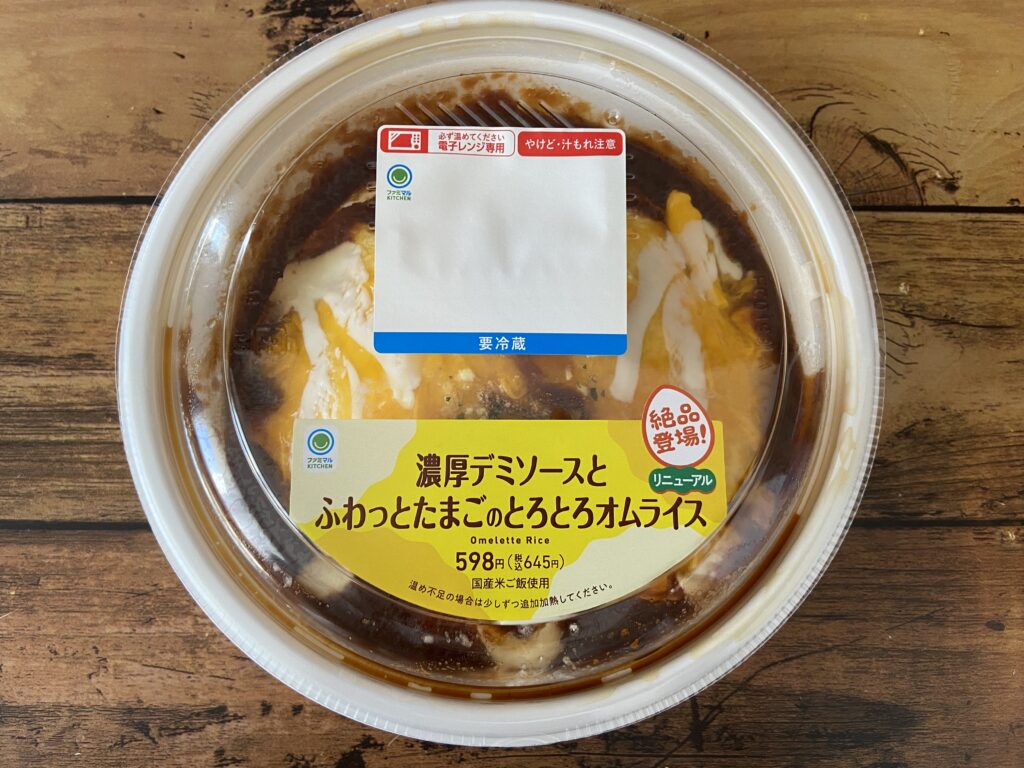 必ず温めてください
電子レンジ専用
やけど・汁もれ注意
ファミマル
KITCHEN
要冷蔵
絶品
登場!
リニューアル
ファミマル
KITCHEN
濃厚デミソースと
ふわっとたまごのとろとろオムライス
Omelette Rice
598円(税込645円)
国産米ご飯使用
温め不足の場合は少しずつ追加加熱してください。